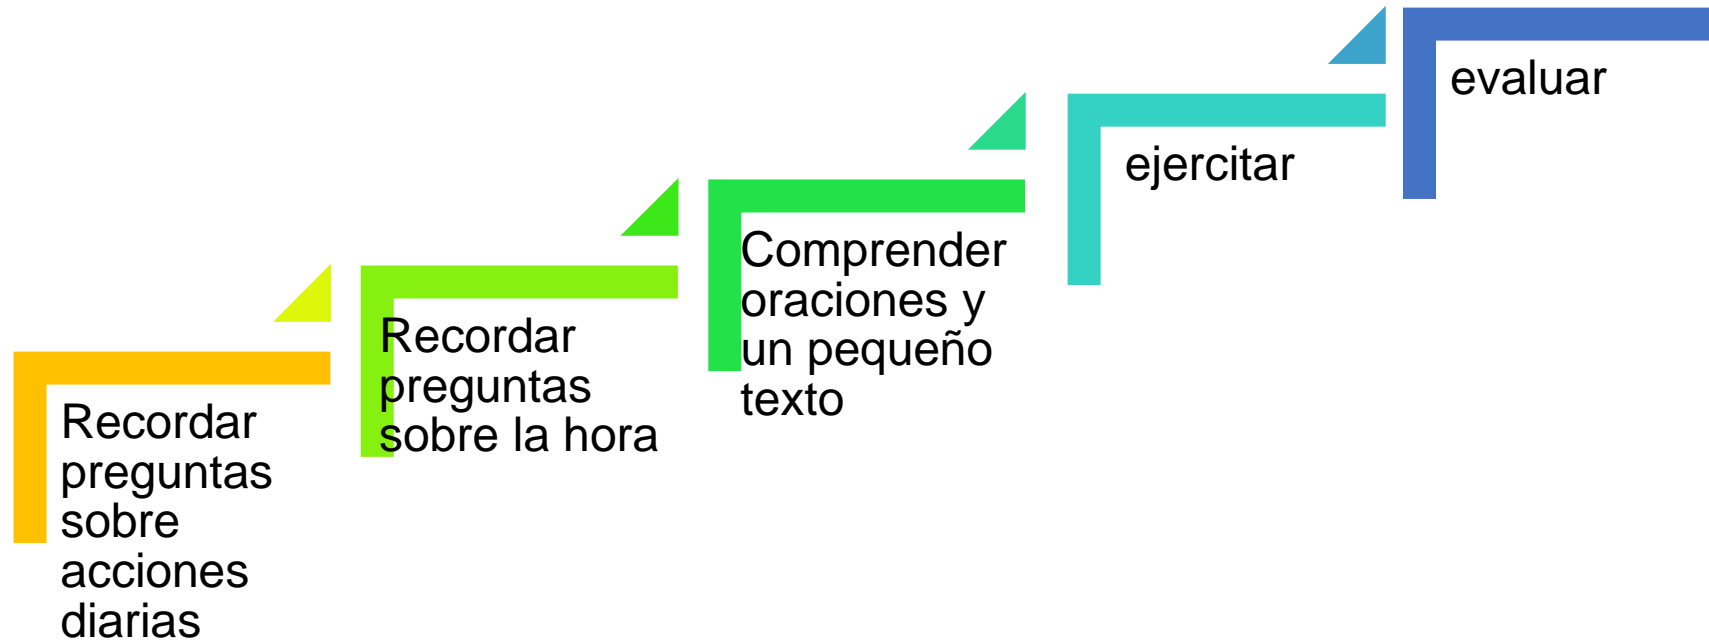 Recordar
preguntas
sobre
acciones
diarias
Recordar
preguntas
sobre la hora
Comprender
oraciones y
un pequeño
texto
ejercitar
evaluar